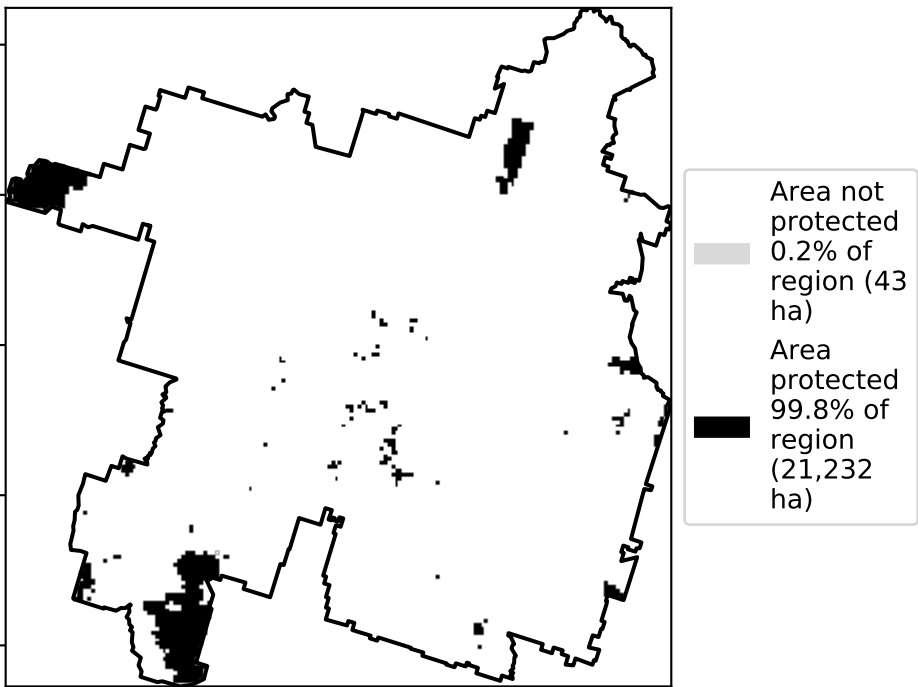 Area not
protected
0.2% of
region (43
ha)
Area
protected
99.8% of
region
(21,232
ha)